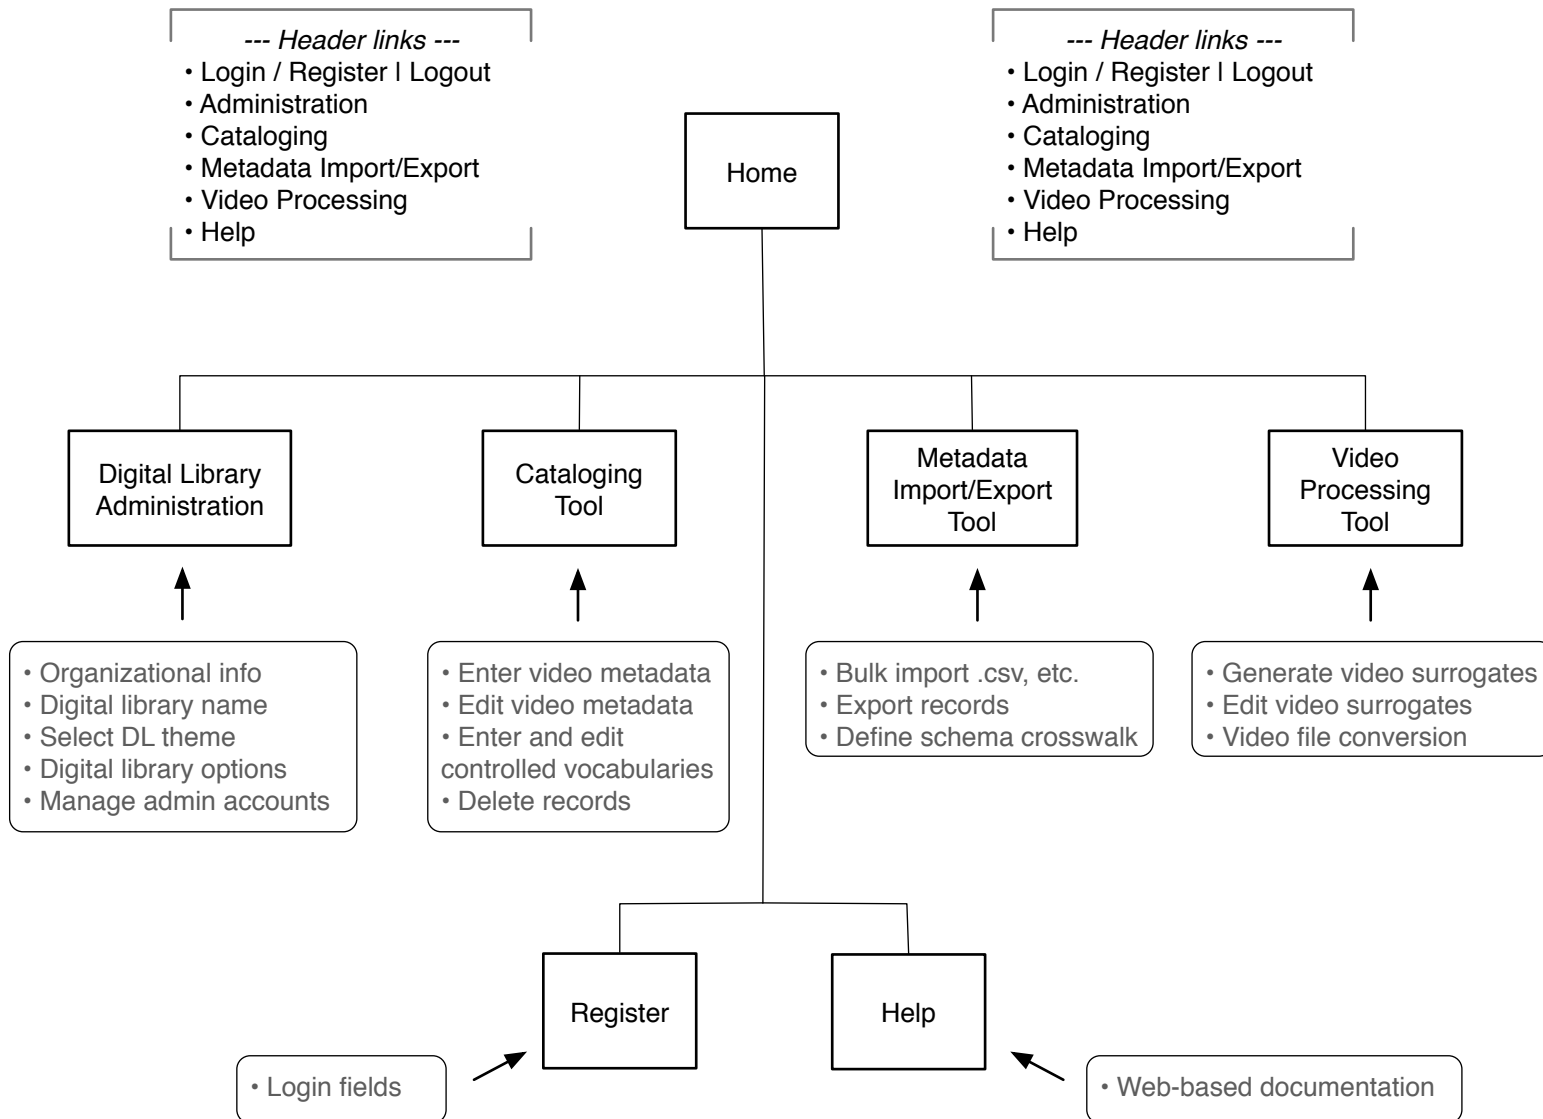 --- Header links ---
• Login / Register | Logout
• Administration
• Cataloging
• Metadata Import/Export
• Video Processing
• Help
--- Header links ---
• Login / Register | Logout
• Administration
• Cataloging
• Metadata Import/Export
• Video Processing
• Help
Home
Digital Library
Administration
Cataloging
Tool
Metadata
Import/Export
Tool
Video
Processing
Tool
• Organizational info
• Digital library name
• Select DL theme
• Digital library options
• Manage admin accounts
• Enter video metadata
• Edit video metadata
• Enter and edit
controlled vocabularies
• Delete records
• Bulk import .csv, etc.
• Export records
• Define schema crosswalk
• Generate video surrogates
• Edit video surrogates
• Video file conversion
Register
Help
• Login fields
• Web-based documentation